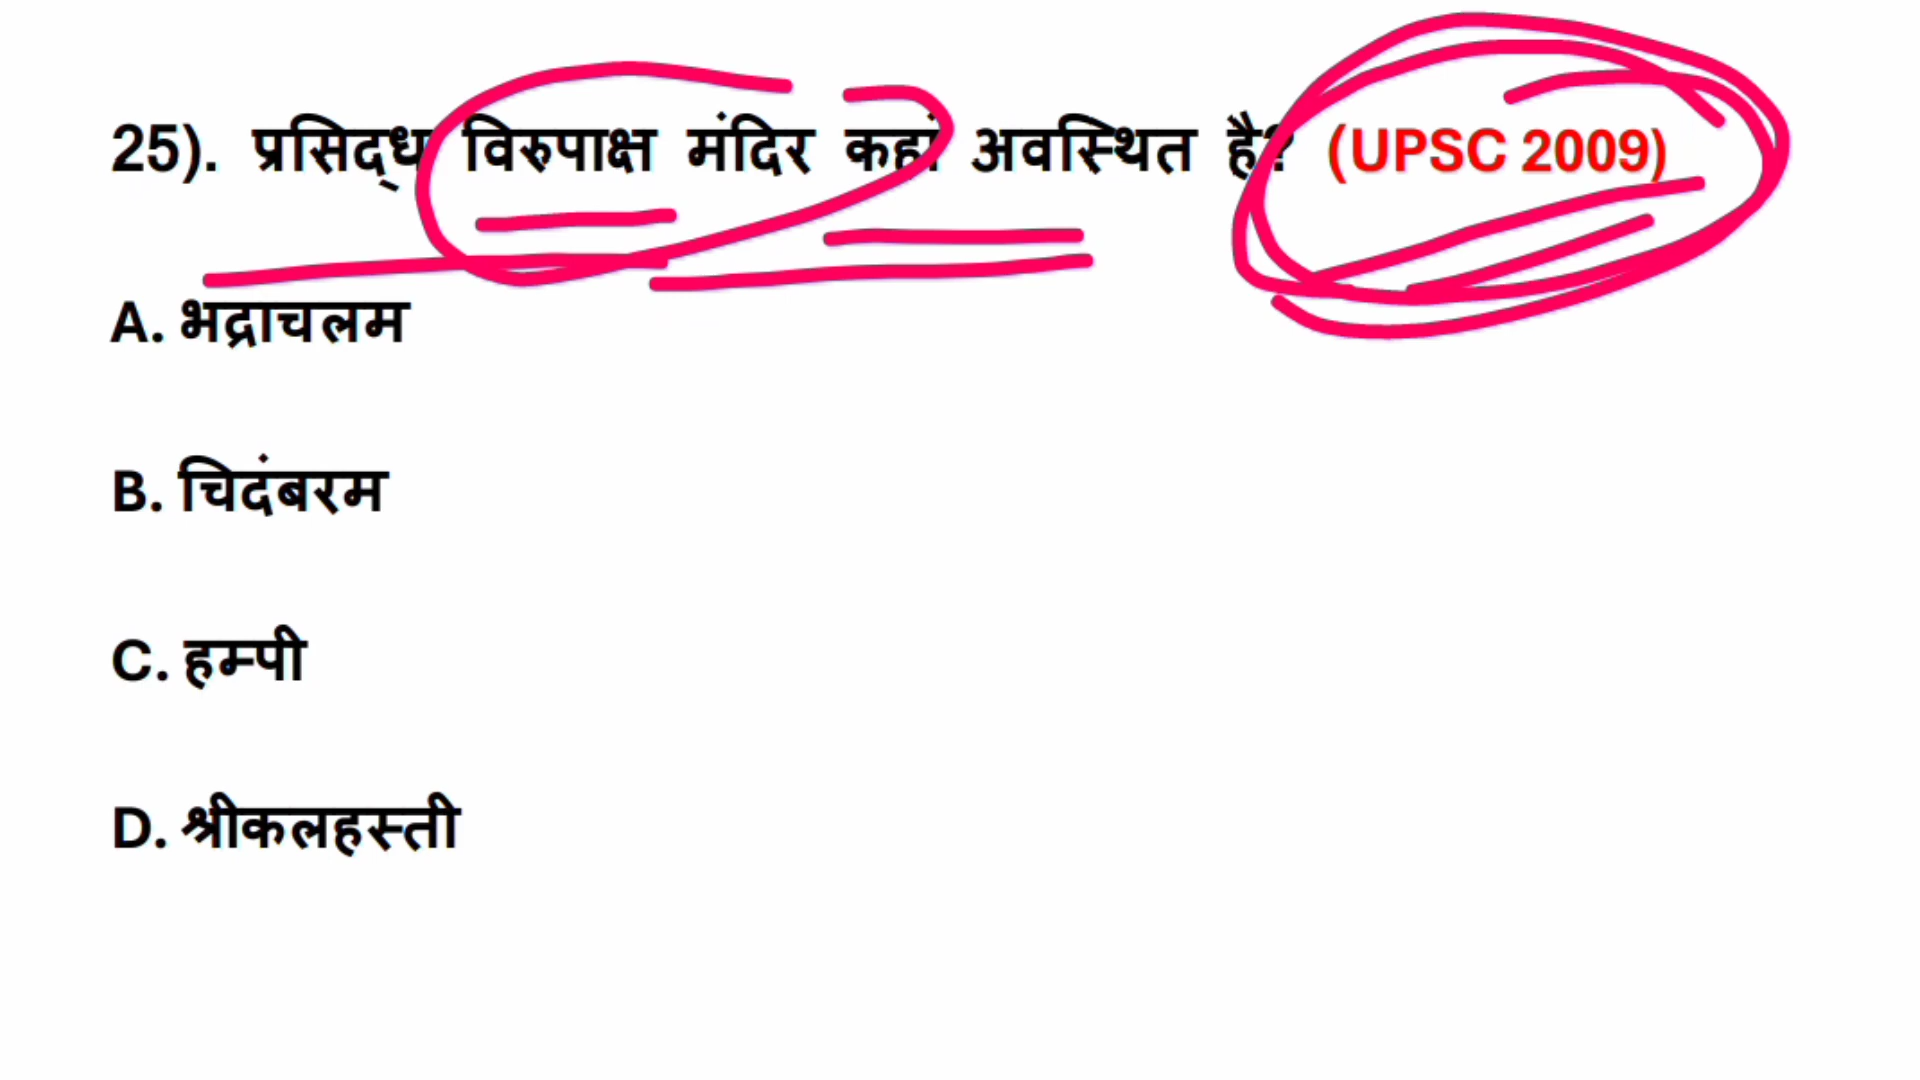 25). प्रसिद्ध विरुपाक्ष मंदिर कहां अवस्थित है? (UPSC 2009)
A. भद्राचलम
B. चिदंबरम
C. हम्पी
D. श्रीकलहस्ती